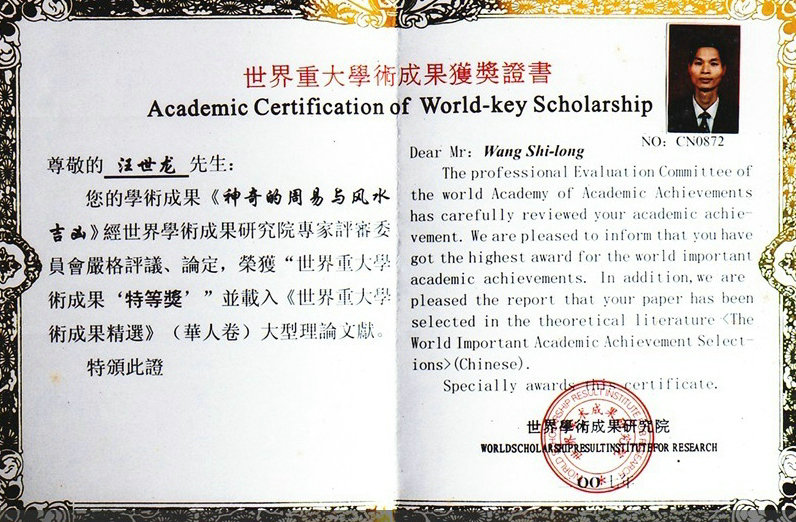 世界重大學術成果獲獎證書
Academic Certification of World-key Scholarship
NO: CN0872
尊敬的 汪世龙 先生:
您的學術成果《神奇的周易与风水
吉凶》經世界學術成果研究院專家評審委
員會嚴格評議、論定，榮獲“世界重大學
術成果‘特等獎’”並載入《世界重大學
術成果精選》（華人卷）大型理論文獻。
特頒此證
Dear Mr: Wang Shi-long
The professional Evaluation Committee of
the world Academy of Academic Achievements
has carefully reviewed your academic achie-
vement. We are pleased to inform that you have
got the highest award for the world important
academic achievements. In addition, we are
pleased the report that your paper has been
selected in the theoretical literature <The
World Important Academic Achievement Select-
ions>(Chinese).
Specially awards this certificate.
世界學術成果研究院
WORLDSCHOLARSHIPRESULTINSTITUTEFOR RESEARCH